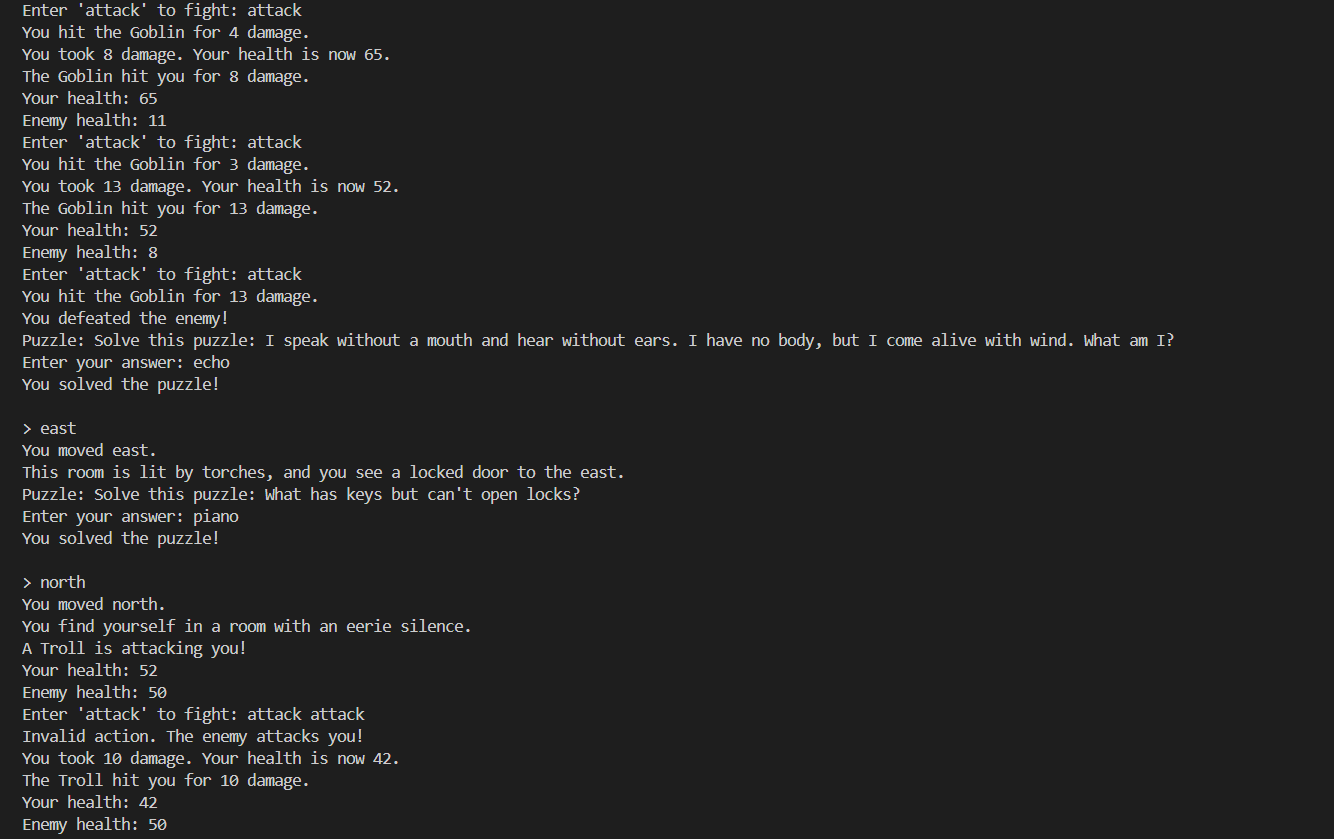 Enter 'attack' to fight: attack
You hit the Goblin for 4 damage.
You took 8 damage. Your health is now 65.
The Goblin hit you for 8 damage.
Your health: 65
Enemy health: 11
Enter 'attack' to fight: attack
You hit the Goblin for 3 damage.
You took 13 damage. Your health is now 52.
The Goblin hit you for 13 damage.
Your health: 52
Enemy health: 8
Enter 'attack' to fight: attack
You hit the Goblin for 13 damage.
You defeated the enemy!
Puzzle: Solve this puzzle: I speak without a mouth and hear without ears. I have no body, but I come alive with wind. What am I?
Enter your answer: echo
You solved the puzzle!

> east
You moved east.
This room is lit by torches, and you see a locked door to the east.
Puzzle: Solve this puzzle: What has keys but can't open locks?
Enter your answer: piano
You solved the puzzle!

> north
You moved north.
You find yourself in a room with an eerie silence.
A Troll is attacking you!
Your health: 52
Enemy health: 50
Enter 'attack' to fight: attack attack
Invalid action. The enemy attacks you!
You took 10 damage. Your health is now 42.
The Troll hit you for 10 damage.
Your health: 42
Enemy health: 50